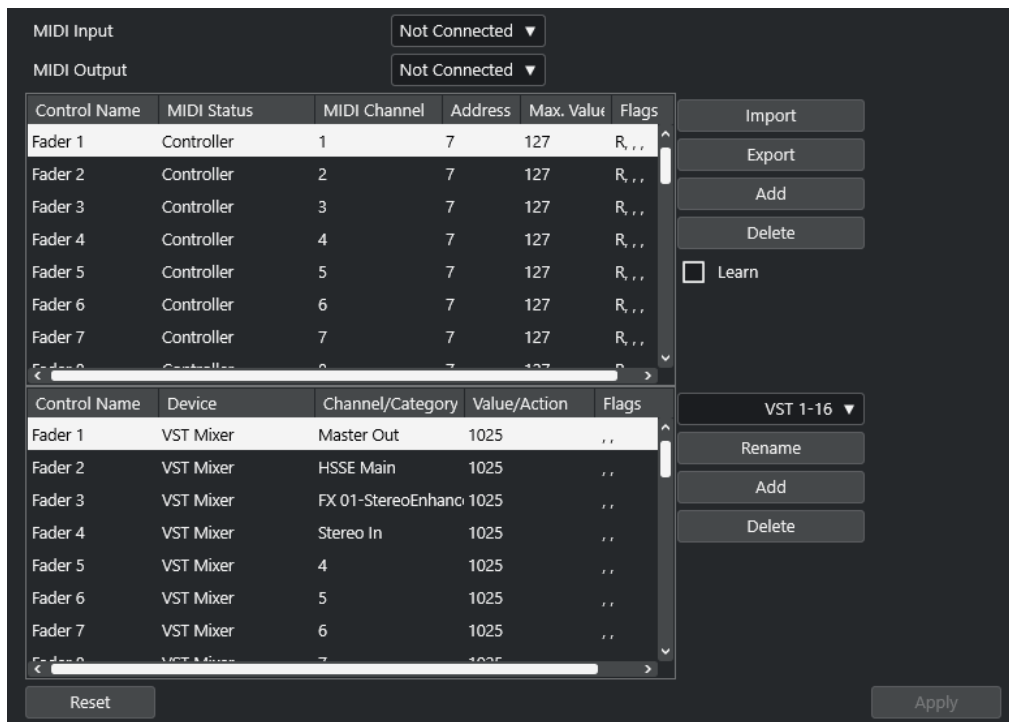 MIDI Input Not Connected ▼
MIDI Output Not Connected ▼
Control Name MIDI Status MIDI Channel Address Max. Value Flags
Fader 1 Controller 1 7 127 R, , ,
Fader 2 Controller 2 7 127 R, , ,
Fader 3 Controller 3 7 127 R, , ,
Fader 4 Controller 4 7 127 R, , ,
Fader 5 Controller 5 7 127 R, , ,
Fader 6 Controller 6 7 127 R, , ,
Fader 7 Controller 7 7 127 R, , ,
Import
Export
Add
Delete
Learn
Control Name Device Channel/Category Value/Action Flags
Fader 1 VST Mixer Master Out 1025 , ,
Fader 2 VST Mixer HSSE Main 1025 , ,
Fader 3 VST Mixer FX 01-StereoEnhanc 1025 , ,
Fader 4 VST Mixer Stereo In 1025 , ,
Fader 5 VST Mixer 4 1025 , ,
Fader 6 VST Mixer 5 1025 , ,
Fader 7 VST Mixer 6 1025 , ,
VST 1-16 ▼
Rename
Add
Delete
Reset Apply